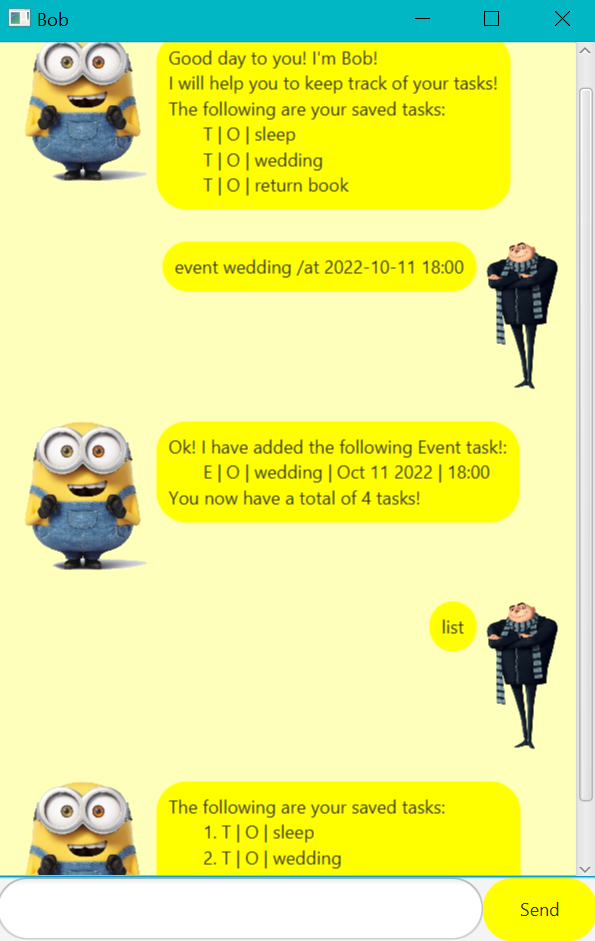 Bob
Good day to you! I'm Bob!
I will help you to keep track of your tasks!
The following are your saved tasks:
T | O | sleep
T | O | wedding
T | O | return book
event wedding /at 2022-10-11 18:00
Ok! I have added the following Event task!:
E | O | wedding | Oct 11 2022 | 18:00
You now have a total of 4 tasks!
list
The following are your saved tasks:
1. T | O | sleep
2. T | O | wedding
Send